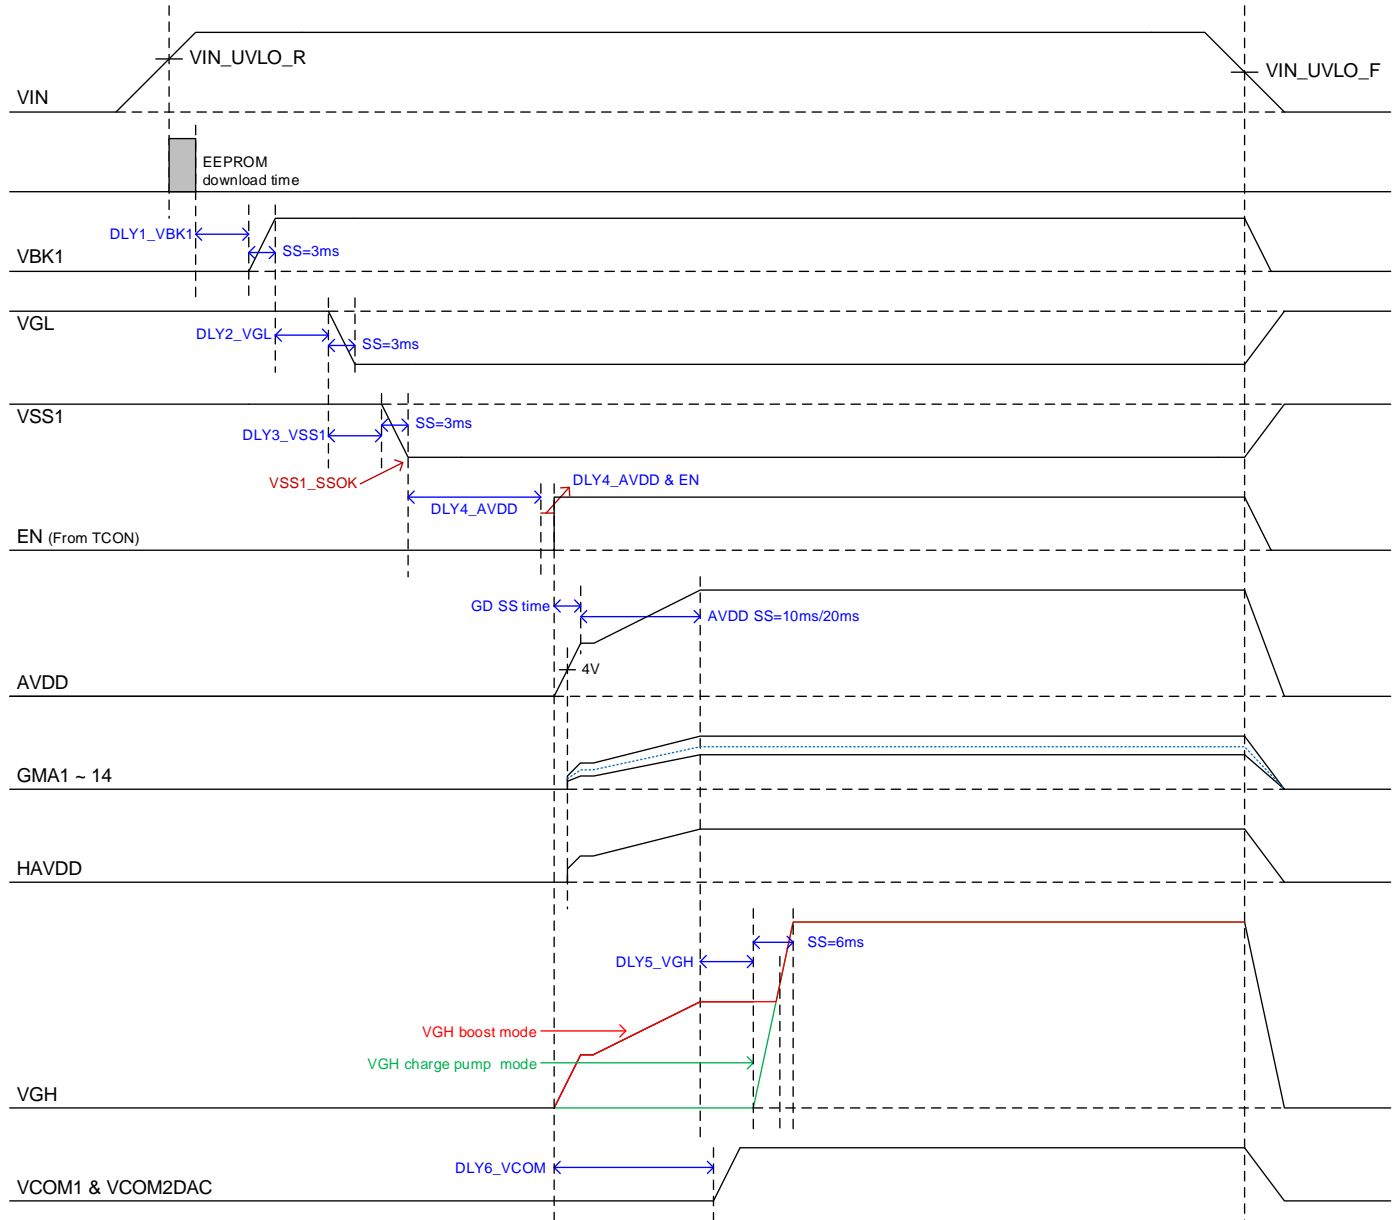 VIN_UVLO_R
VIN_UVLO_F
VIN
EEPROM
download time
DLY1_VBK1
SS=3ms
VBK1
VGL
DLY2_VGL
SS=3ms
VSS1
SS=3ms
DLY3_VSS1
VSS1_SSOK
DLY4_AVDD & EN
DLY4_AVDD
EN (From TCON)
GD SS time
AVDD SS=10ms/20ms
4V
AVDD
GMA1 ~ 14
HAVDD
SS=6ms
DLY5_VGH
VGH boost mode
VGH charge pump mode
VGH
DLY6_VCOM
VCOM1 & VCOM2DAC